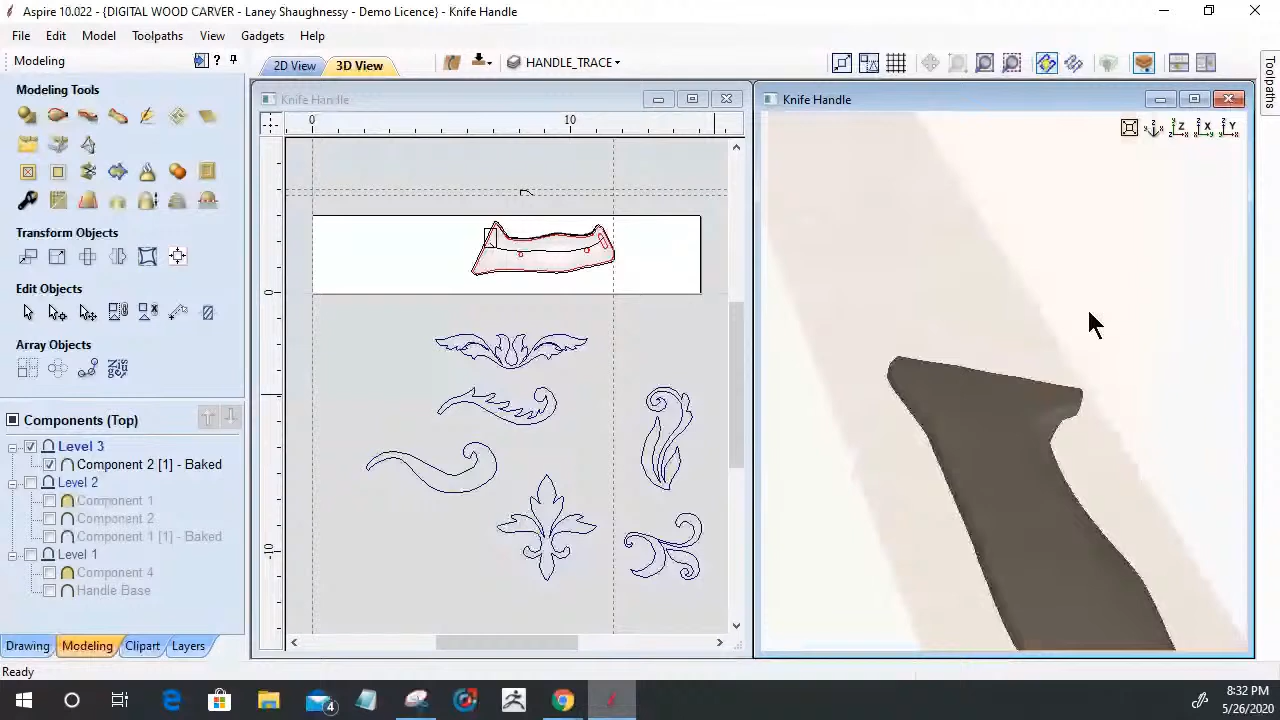 Aspire 10.022 - {DIGITAL WOOD CARVER - Laney Shaughnessy - Demo Licence} - Knife Handle
File Edit Model Toolpaths View Gadgets Help
Modeling
2D View
3D View
HANDLE_TRACE
Toolpaths
Modeling Tools
Transform Objects
Edit Objects
Array Objects
Components (Top)
Level 3
Component 2 [1] - Baked
Level 2
Component 1
Component 2
Component 1 [1] - Baked
Level 1
Component 4
Handle Base
Drawing
Modeling
Clipart
Layers
Knife Handle
0
10
0
Knife Handle
Z
X
Y
Ready
4
8:32 PM
5/26/2020